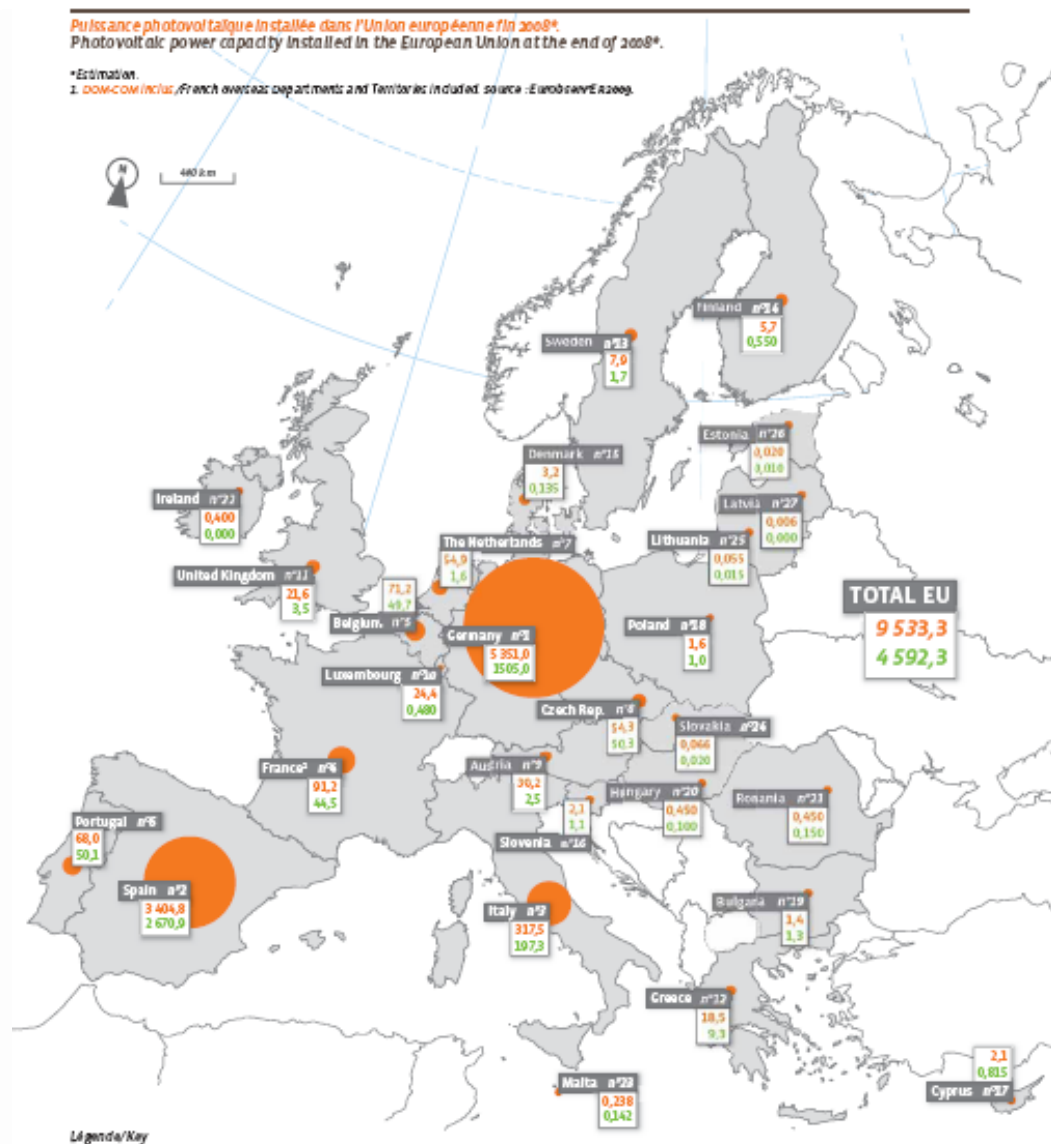 Puissance photovoltaïque installée dans l'Union européenne fin 2008*.
Photovoltaic power capacity installed in the European Union at the end of 2008*.
*Estimation.
1. DOM-COM inclus./French overseas Departments and Territories included. Source : EurObserv'ER 2009.
N
400 km
Finland n°14
5,7
0,550
Sweden n°13
7,9
1,7
Estonia n°26
0,020
0,010
Denmark n°15
3,2
0,135
Ireland
0,400
0,000
Latvia n°27
0,006
0,000
Lithuania n°25
0,055
0,015
The Netherlands n°7
54,9
1,6
United Kingdom n°11
21,6
3,5
71,2
49,7
Belgium. n°5
Germany n°1
5 351,0
1505,0
Poland n°18
1,6
1,0
TOTAL EU
9 533,3
4 592,3
Luxembourg n°10
24,4
0,480
Czech Rep. n°8
54,3
50,3
Slovakia n°24
0,066
0,020
France¹
91,2
44,5
Austria n°9
30,2
2,5
Hungary n°20
0,450
0,100
Romania n°21
0,450
0,150
2,1
1,1
Slovenia n°16
Portugal n°6
68,0
50,1
Spain n°2
3 404,8
2 670,9
Italy n°3
317,5
197,3
Bulgaria n°19
1,4
1,3
Greece n°12
18,5
9,3
Malta n°23
0,238
0,142
2,1
0,815
Cyprus n°17
Légende/Key